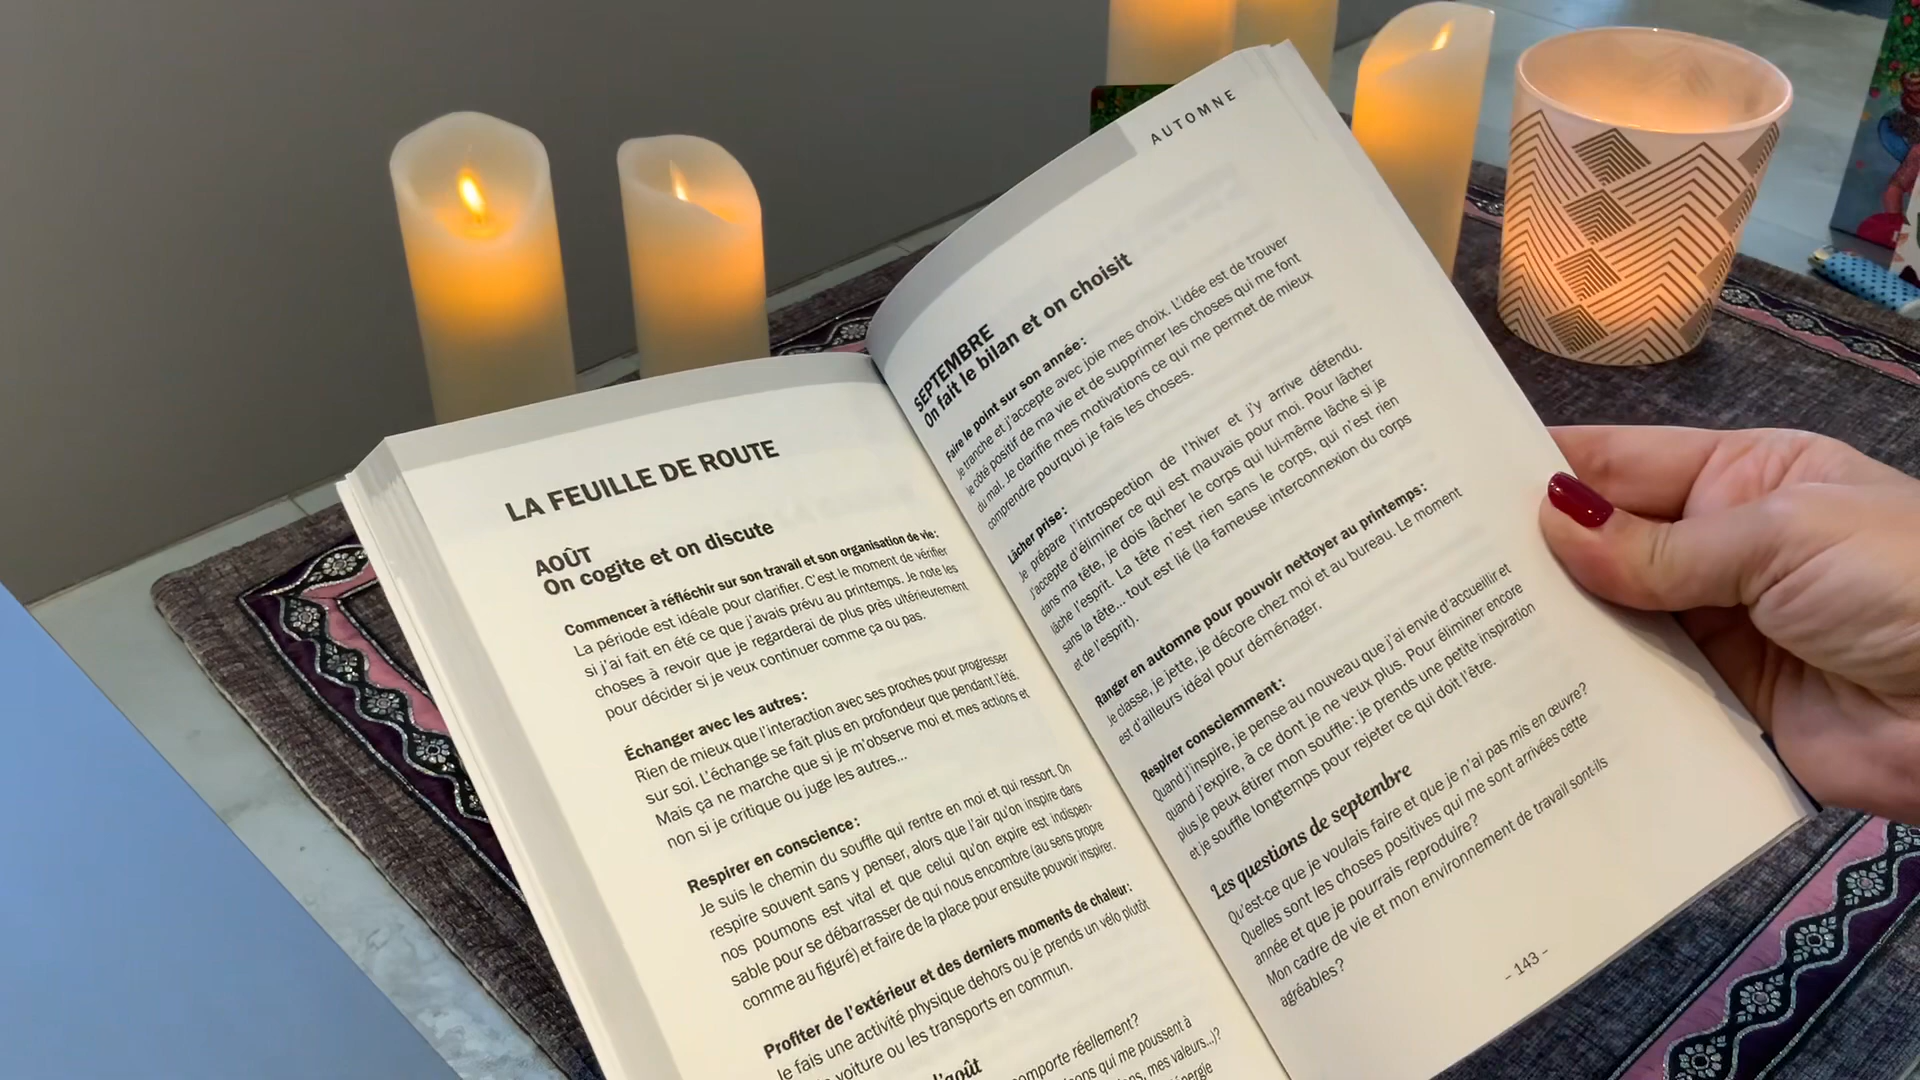 LA FEUILLE DE ROUTE
AOÛT
On cogite et on discute
Commencer à réfléchir sur son travail et son organisation de vie :
La période est idéale pour clarifier. C'est le moment de vérifier
si j'ai fait en été ce que j'avais prévu au printemps. Je note les
choses à revoir que je regarderai de plus près ultérieurement
pour décider si je veux continuer comme ça ou pas.
Échanger avec les autres :
Rien de mieux que l'interaction avec ses proches pour progresser
sur soi. L'échange se fait plus en profondeur que pendant l'été.
Mais ça ne marche que si je m'observe moi et mes actions et
non si je critique ou juge les autres...
Respirer en conscience :
Je suis le chemin du souffle qui rentre en moi et qui ressort. On
respire souvent sans y penser, alors que l'air qu'on inspire dans
nos poumons est vital et que celui qu'on expire est indispen-
sable pour se débarrasser de qui nous encombre (au sens propre
comme au figuré) et faire de la place pour ensuite pouvoir inspirer.
Profiter de l'extérieur et des derniers moments de chaleur :
Je fais une activité physique dehors ou je prends un vélo plutôt
voiture ou les transports en commun.
d'août
comporte réellement ?
qui me poussent à
mes valeurs...) ?
énergie
AUTOMNE
SEPTEMBRE
On fait le bilan et on choisit
Faire le point sur son année :
Je tranche et j'accepte avec joie mes choix. L'idée est de trouver
le côté positif de ma vie et de supprimer les choses qui me font
du mal. Je clarifie mes motivations ce qui me permet de mieux
comprendre pourquoi je fais les choses.
Lâcher prise :
Je prépare l'introspection de l'hiver et j'y arrive détendu.
J'accepte d'éliminer ce qui est mauvais pour moi. Pour lâcher
dans ma tête, je dois lâcher le corps qui lui-même lâche si je
lâche l'esprit. La tête n'est rien sans le corps, qui n'est rien
sans la tête... tout est lié (la fameuse interconnexion du corps
et de l'esprit).
Ranger en automne pour pouvoir nettoyer au printemps :
Je classe, je jette, je décore chez moi et au bureau. Le moment
est d'ailleurs idéal pour déménager.
Respirer consciemment :
Quand j'inspire, je pense au nouveau que j'ai envie d'accueillir et
quand j'expire, à ce dont je ne veux plus. Pour éliminer encore
plus je peux étirer mon souffle : je prends une petite inspiration
et je souffle longtemps pour rejeter ce qui doit l'être.
Les questions de septembre
Qu'est-ce que je voulais faire et que je n'ai pas mis en œuvre ?
Quelles sont les choses positives qui me sont arrivées cette
année et que je pourrais reproduire ?
Mon cadre de vie et mon environnement de travail sont-ils
agréables ?
– 143 –